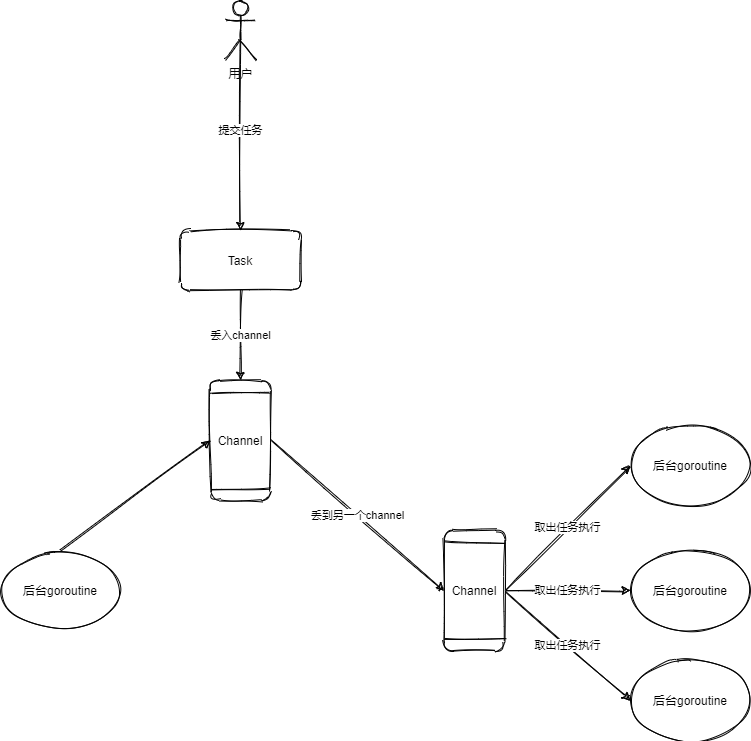 用户
提交任务
Task
丢入channel
Channel
后台goroutine
丢到另一个channel
Channel
取出任务执行
后台goroutine
取出任务执行
后台goroutine
取出任务执行
后台goroutine